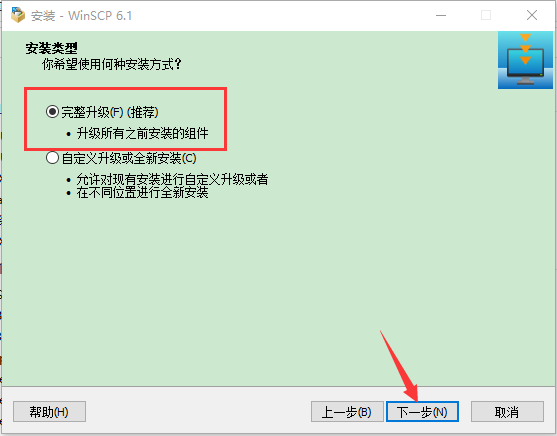 安装 - WinSCP 6.1
安装类型
你希望使用何种安装方式？
完整升级(F) (推荐)
• 升级所有之前安装的组件
自定义升级或全新安装(C)
• 允许对现有安装进行自定义升级或者
• 在不同位置进行全新安装
帮助(H)
上一步(B)
下一步(N)
取消